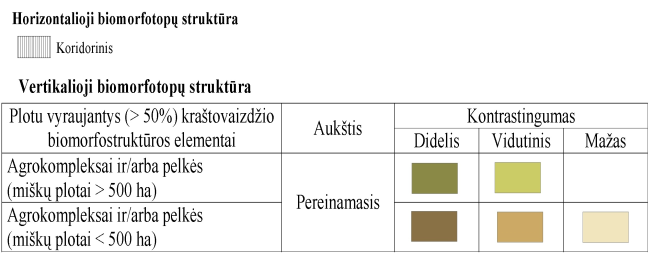 Horizontalioji biomorfotopų struktūra
Koridorinis
Vertikalioji biomorfotopų struktūra
Plotu vyraujantys (> 50%) kraštovaizdžio
biomorfostruktūros elementai
Aukštis
Kontrastingumas
Didelis
Vidutinis
Mažas
Agrokompleksai ir/arba pelkės
(miškų plotai > 500 ha)
Pereinamasis
Agrokompleksai ir/arba pelkės
(miškų plotai < 500 ha)